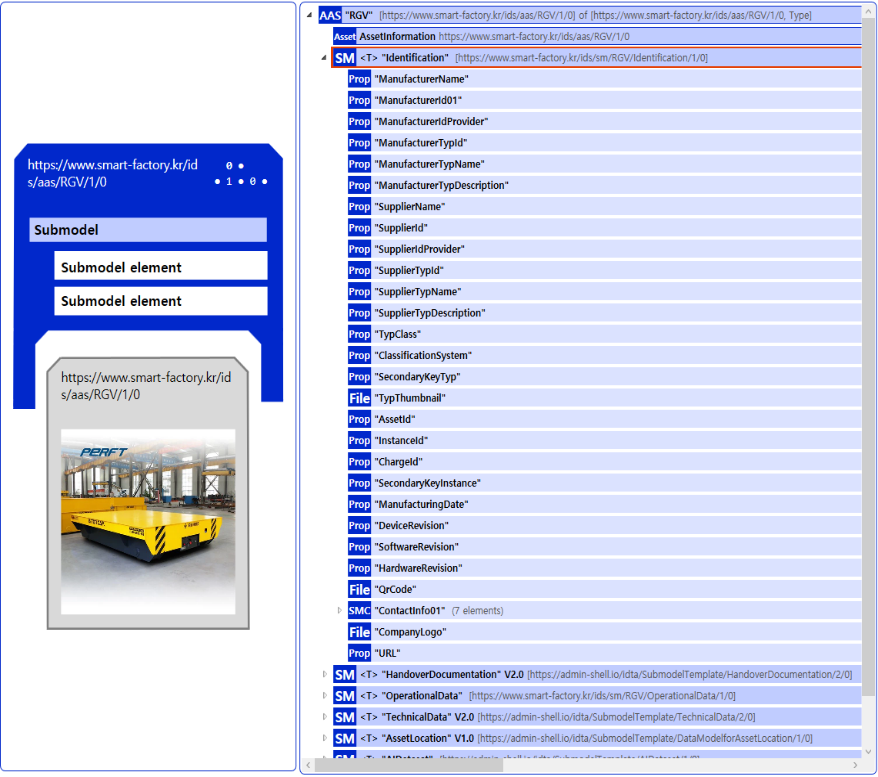 https://www.smart-factory.kr/id
s/aas/RGV/1/0
0
1 0
Submodel
Submodel element
Submodel element
https://www.smart-factory.kr/id
s/aas/RGV/1/0
PERFT
AAS "RGV" [https://www.smart-factory.kr/ids/aas/RGV/1/0] of [https://www.smart-factory.kr/ids/aas/RGV/1/0, Type]
Asset AssetInformation https://www.smart-factory.kr/ids/aas/RGV/1/0
SM <T> "Identification" [https://www.smart-factory.kr/ids/sm/RGV/Identification/1/0]
Prop "ManufacturerName"
Prop "ManufacturerId01"
Prop "ManufacturerIdProvider"
Prop "ManufacturerTypId"
Prop "ManufacturerTypName"
Prop "ManufacturerTypDescription"
Prop "SupplierName"
Prop "SupplierId"
Prop "SupplierIdProvider"
Prop "SupplierTypId"
Prop "SupplierTypName"
Prop "SupplierTypDescription"
Prop "TypClass"
Prop "ClassificationSystem"
Prop "SecondaryKeyTyp"
File "TypThumbnail"
Prop "AssetId"
Prop "InstanceId"
Prop "ChargeId"
Prop "SecondaryKeyInstance"
Prop "ManufacturingDate"
Prop "DeviceRevision"
Prop "SoftwareRevision"
Prop "HardwareRevision"
File "QrCode"
SMC "ContactInfo01" (7 elements)
File "CompanyLogo"
Prop "URL"
SM <T> "HandoverDocumentation" V2.0 [https://admin-shell.io/idta/SubmodelTemplate/HandoverDocumentation/2/0]
SM <T> "OperationalData" [https://www.smart-factory.kr/ids/sm/RGV/OperationalData/1/0]
SM <T> "TechnicalData" V2.0 [https://admin-shell.io/idta/SubmodelTemplate/TechnicalData/2/0]
SM <T> "AssetLocation" V1.0 [https://admin-shell.io/idta/SubmodelTemplate/DataModelforAssetLocation/1/0]